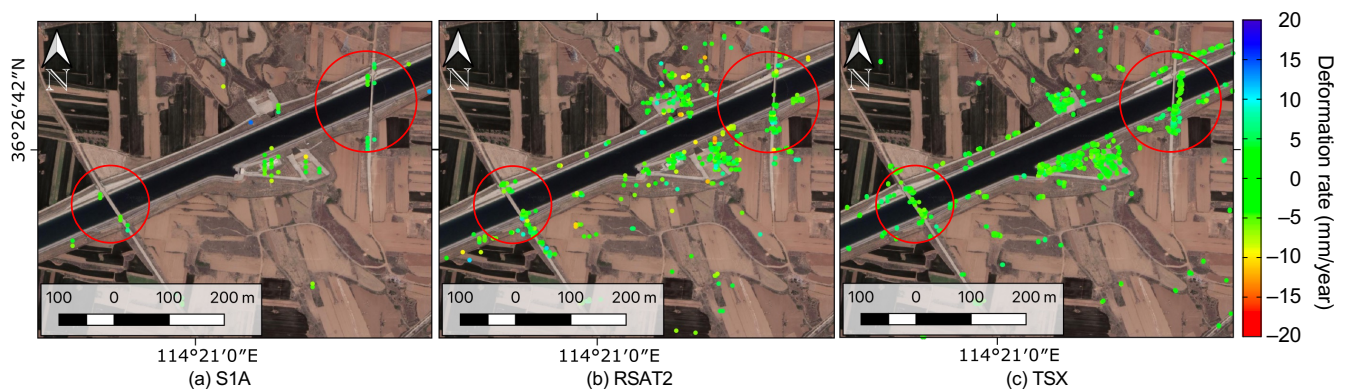 N
N
N
36°26′42″N
100 0 100 200 m
100 0 100 200 m
100 0 100 200 m
114°21′0″E
114°21′0″E
114°21′0″E
(a) S1A
(b) RSAT2
(c) TSX
20
15
10
5
0
−5
−10
−15
−20
Deformation rate (mm/year)